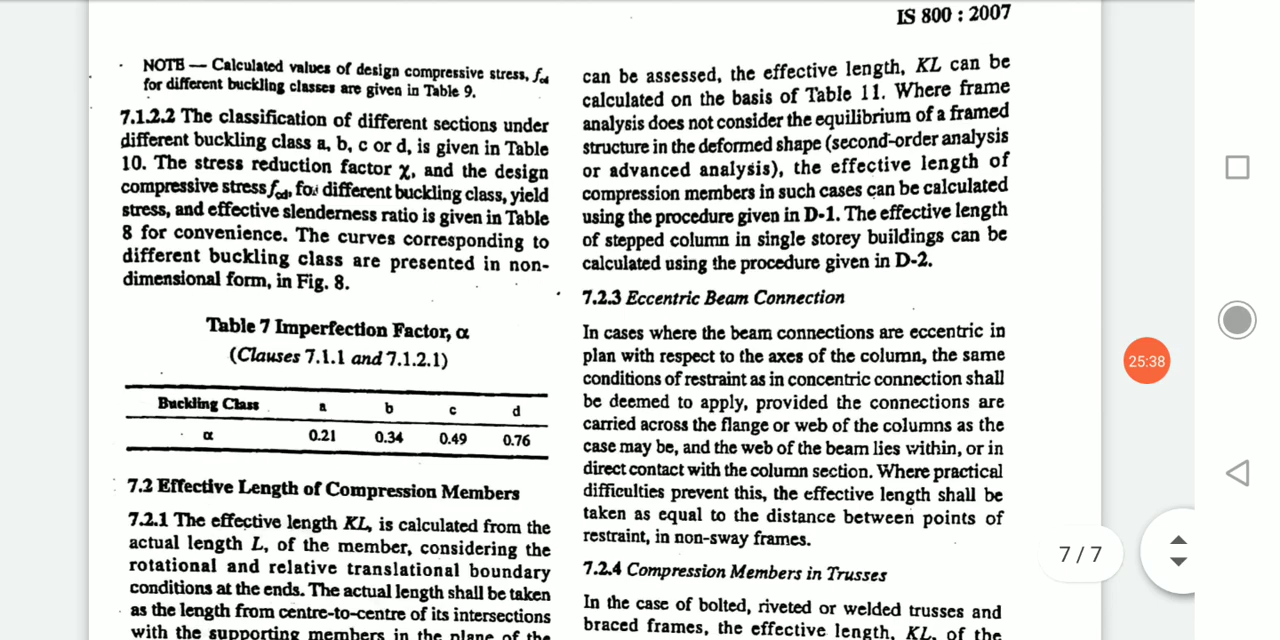 IS 800 : 2007
NOTE — Calculated values of design compressive stress, fcd
for different buckling classes are given in Table 9.
7.1.2.2 The classification of different sections under
different buckling class a, b, c or d, is given in Table
10. The stress reduction factor χ, and the design
compressive stress fcd, for different buckling class, yield
stress, and effective slenderness ratio is given in Table
8 for convenience. The curves corresponding to
different buckling class are presented in non-
dimensional form, in Fig. 8.
Table 7 Imperfection Factor, α
(Clauses 7.1.1 and 7.1.2.1)
Buckling Class a b c d
α 0.21 0.34 0.49 0.76
7.2 Effective Length of Compression Members
7.2.1 The effective length KL, is calculated from the
actual length L, of the member, considering the
rotational and relative translational boundary
conditions at the ends. The actual length shall be taken
as the length from centre-to-centre of its intersections
with the supporting members in the plane of the
can be assessed, the effective length, KL can be
calculated on the basis of Table 11. Where frame
analysis does not consider the equilibrium of a framed
structure in the deformed shape (second-order analysis
or advanced analysis), the effective length of
compression members in such cases can be calculated
using the procedure given in D-1. The effective length
of stepped column in single storey buildings can be
calculated using the procedure given in D-2.
7.2.3 Eccentric Beam Connection
In cases where the beam connections are eccentric in
plan with respect to the axes of the column, the same
conditions of restraint as in concentric connection shall
be deemed to apply, provided the connections are
carried across the flange or web of the columns as the
case may be, and the web of the beam lies within, or in
direct contact with the column section. Where practical
difficulties prevent this, the effective length shall be
taken as equal to the distance between points of
restraint, in non-sway frames.
7.2.4 Compression Members in Trusses
In the case of bolted, riveted or welded trusses and
braced frames, the effective length, KL, of the
25:38
7 / 7